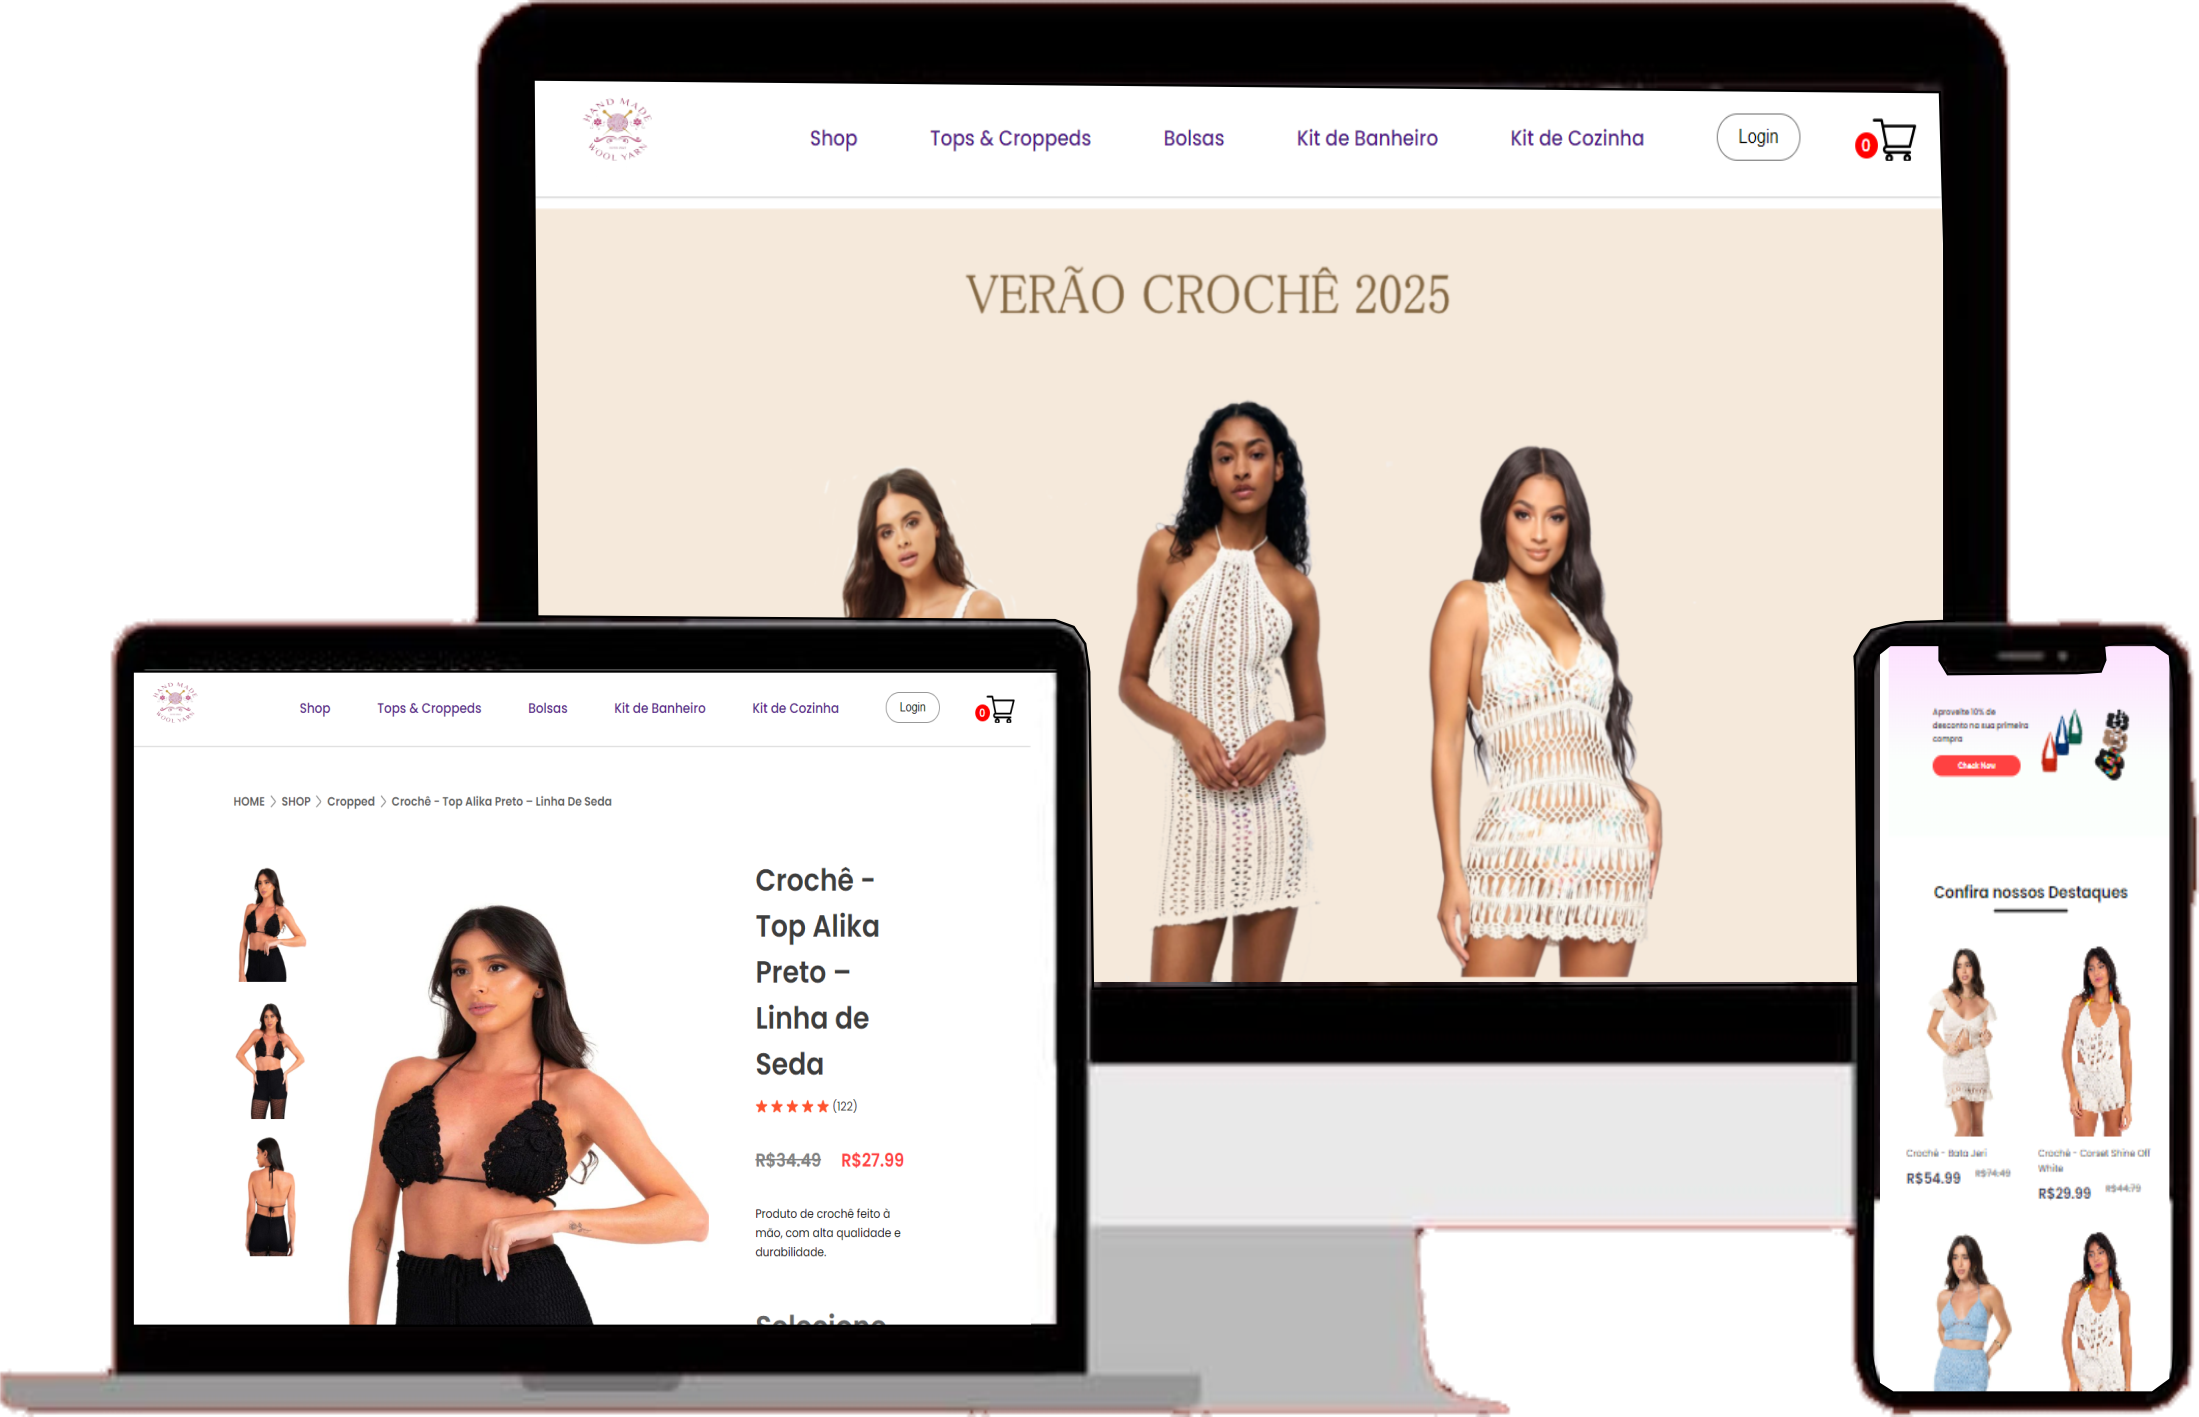 HAND MADE
WOOL YARN
Shop
Tops & Croppeds
Bolsas
Kit de Banheiro
Kit de Cozinha
Login
0
VERÃO CROCHÊ 2025
HAND MADE
WOOL YARN
Shop
Tops & Croppeds
Bolsas
Kit de Banheiro
Kit de Cozinha
Login
0
HOME > SHOP > Cropped > Crochê - Top Alika Preto – Linha De Seda
Crochê -
Top Alika
Preto –
Linha de
Seda
(122)
R$34.49 R$27.99
Produto de crochê feito à
mão, com alta qualidade e
durabilidade.
Selecione
Aproveite 10% de
desconto na sua primeira
compra
Check Now
Confira nossos Destaques
Crochê - Bata Jeri
R$54.99 R$74.49
Crochê - Corset Shine Off
White
R$29.99 R$44.79